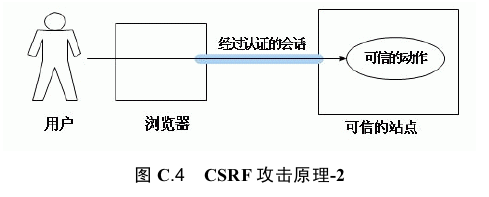 经过认证的会话
可信的动作
用户
浏览器
可信的站点
图 C.4 CSRF 攻击原理-2